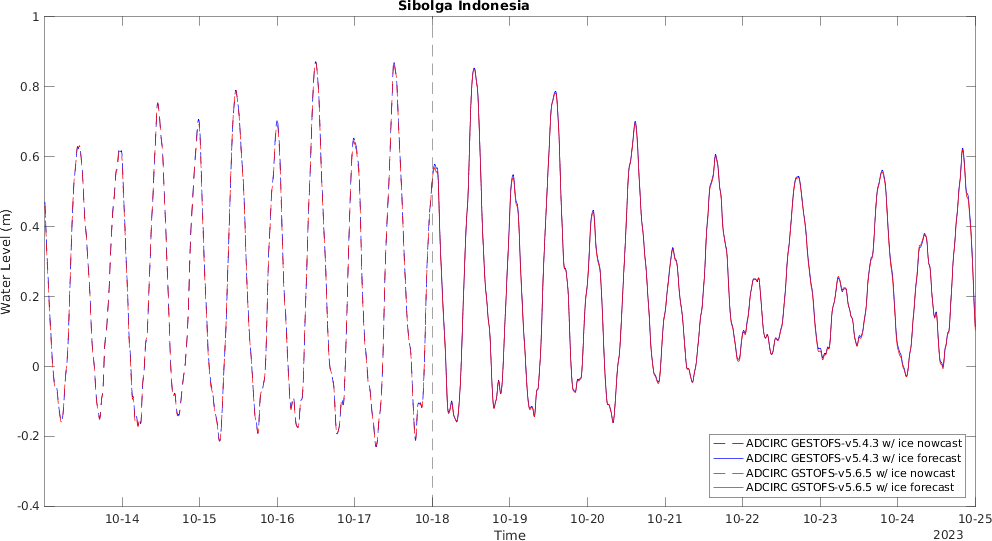 Sibolga Indonesia
1
0.8
0.6
0.4
0.2
0
-0.2
-0.4
Water Level (m)
ADCIRC GESTOFS-v5.4.3 w/ ice nowcast
ADCIRC GESTOFS-v5.4.3 w/ ice forecast
ADCIRC GSTOFS-v5.6.5 w/ ice nowcast
ADCIRC GSTOFS-v5.6.5 w/ ice forecast
10-14 10-15 10-16 10-17 10-18 10-19 10-20 10-21 10-22 10-23 10-24 10-25
Time
2023